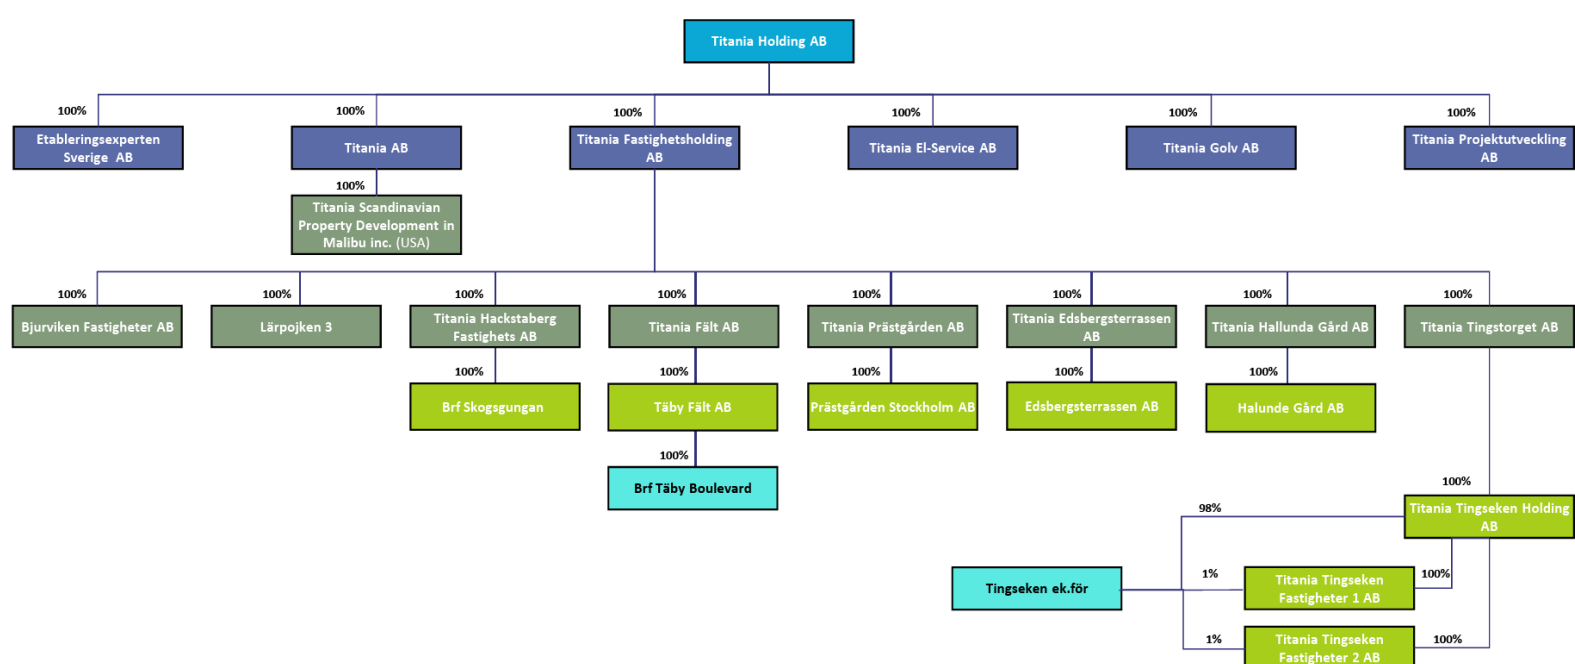 Titania Holding AB
100%
100%
100%
100%
100%
100%
Etableringsexperten
Sverige AB
Titania AB
Titania Fastighetsholding
AB
Titania El-Service AB
Titania Golv AB
Titania Projektutveckling
AB
100%
Titania Scandinavian
Property Development in
Malibu inc. (USA)
100%
100%
100%
100%
100%
100%
100%
100%
Bjurviken Fastigheter AB
Lärpojken 3
Titania Hackstaberg
Fastighets AB
Titania Fält AB
Titania Prästgården AB
Titania Edsbergsterrassen
AB
Titania Hallunda Gård AB
Titania Tingstorget AB
100%
100%
100%
100%
100%
Brf Skogsgungan
Täby Fält AB
Prästgården Stockholm AB
Edsbergsterrassen AB
Halunde Gård AB
100%
Brf Täby Boulevard
100%
Titania Tingseken Holding
AB
98%
Tingseken ek.för
1%
Titania Tingseken
Fastigheter 1 AB
100%
1%
Titania Tingseken
Fastigheter 2 AB
100%